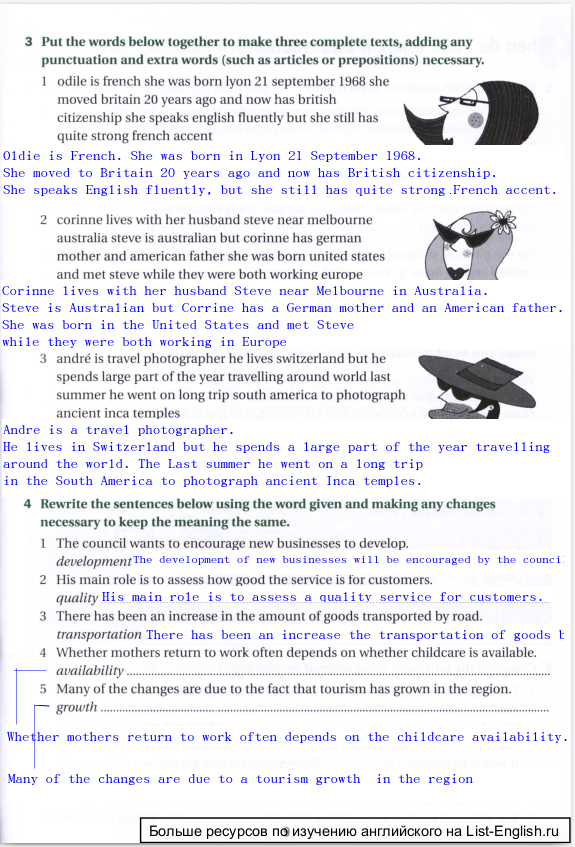 3 Put the words below together to make three complete texts, adding any
punctuation and extra words (such as articles or prepositions) necessary.
1 odile is french she was born lyon 21 september 1968 she
moved britain 20 years ago and now has british
citizenship she speaks english fluently but she still has
quite strong french accent
Oldie is French. She was born in Lyon 21 September 1968.
She moved to Britain 20 years ago and now has British citizenship.
She speaks English fluently, but she still has quite strong French accent.
2 corinne lives with her husband steve near melbourne
australia steve is australian but corinne has german
mother and american father she was born united states
and met steve while they were both working europe
Corinne lives with her husband Steve near Melbourne in Australia.
Steve is Australian but Corrine has a German mother and an American father.
She was born in the United States and met Steve
while they were both working in Europe
3 andré is travel photographer he lives switzerland but he
spends large part of the year travelling around world last
summer he went on long trip south america to photograph
ancient inca temples
Andre is a travel photographer.
He lives in Switzerland but he spends a large part of the year travelling
around the world. The Last summer he went on a long trip
in the South America to photograph ancient Inca temples.
4 Rewrite the sentences below using the word given and making any changes
necessary to keep the meaning the same.
1 The council wants to encourage new businesses to develop.
development The development of new businesses will be encouraged by the counci
2 His main role is to assess how good the service is for customers.
quality His main role is to assess a quality service for customers.
3 There has been an increase in the amount of goods transported by road.
transportation There has been an increase the transportation of goods b
4 Whether mothers return to work often depends on whether childcare is available.
availability
5 Many of the changes are due to the fact that tourism has grown in the region.
growth
Whether mothers return to work often depends on the childcare availability.
Many of the changes are due to a tourism growth in the region
Больше ресурсов по изучению английского на List-English.ru